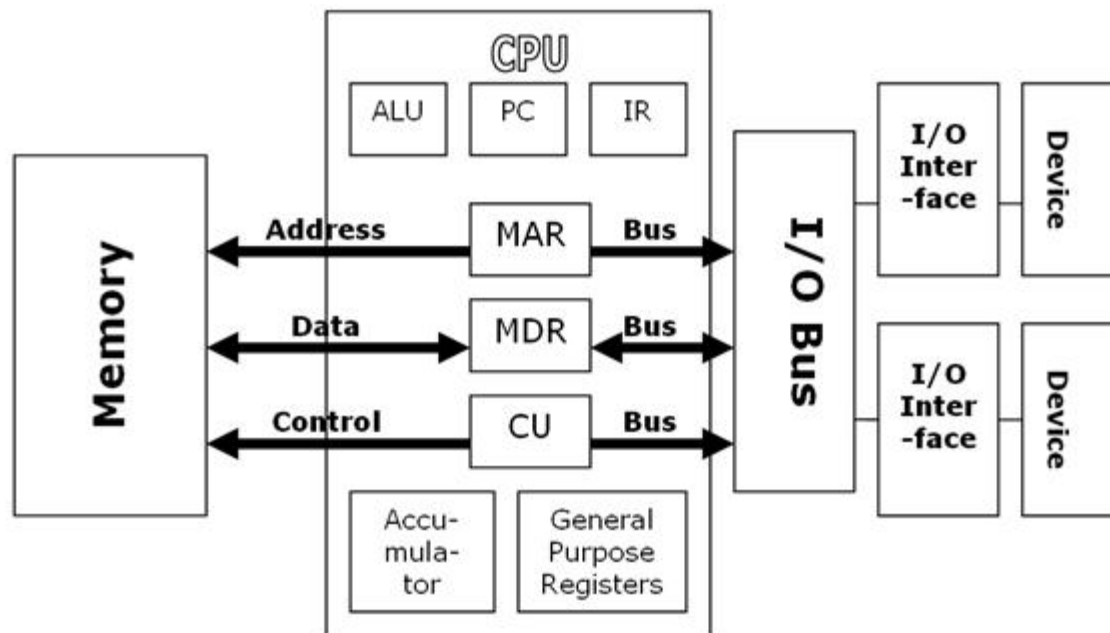 CPU
ALU
PC
IR
Memory
Address
MAR
Bus
Data
MDR
Bus
Control
CU
Bus
Accu-
mula-
tor
General
Purpose
Registers
I/O Bus
I/O
Inter
-face
Device
I/O
Inter
-face
Device